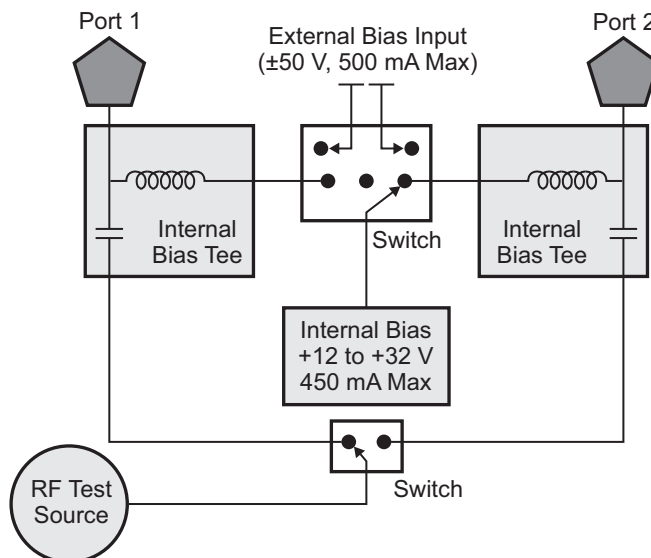 Port 1
External Bias Input
(±50 V, 500 mA Max)
Port 2
Internal
Bias Tee
Switch
Internal
Bias Tee
Internal Bias
+12 to +32 V
450 mA Max
RF Test
Source
Switch